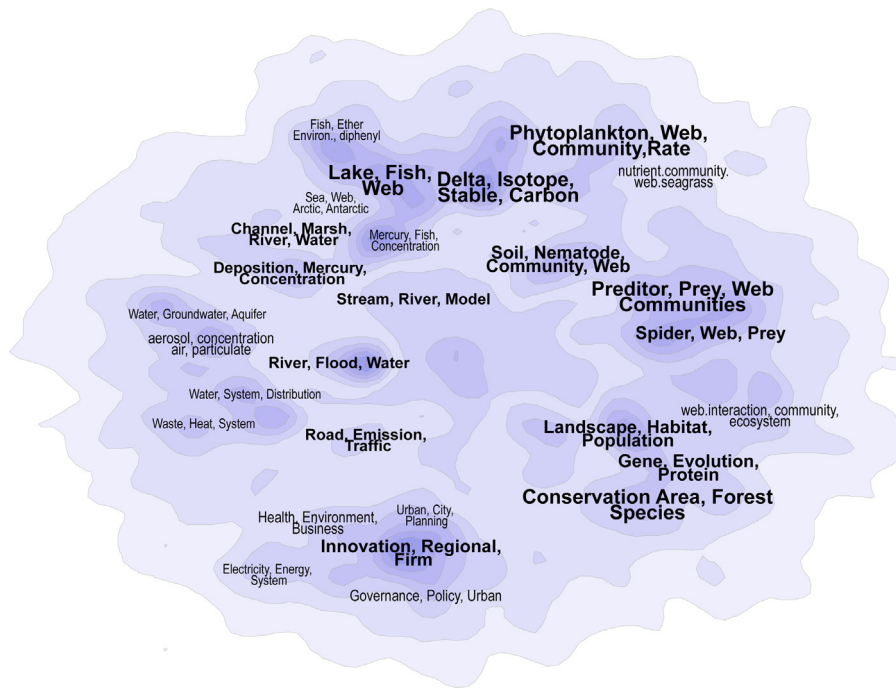 Fish, Ether
Environ., diphenyl
Phytoplankton, Web,
Community,Rate
Lake, Fish,
Web
Delta, Isotope,
Stable, Carbon
nutrient.community.
web.seagrass
Sea, Web,
Arctic, Antarctic
Channel, Marsh,
River, Water
Mercury, Fish,
Concentration
Soil, Nematode,
Community, Web
Deposition, Mercury,
Concentration
Stream, River, Model
Preditor, Prey, Web
Communities
Water, Groundwater, Aquifer
Spider, Web, Prey
aerosol, concentration
air, particulate
River, Flood, Water
Water, System, Distribution
Waste, Heat, System
web.interaction, community,
ecosystem
Landscape, Habitat,
Population
Road, Emission,
Traffic
Gene, Evolution,
Protein
Conservation Area, Forest
Species
Health, Environment,
Business
Urban, City,
Planning
Innovation, Regional,
Firm
Electricity, Energy,
System
Governance, Policy, Urban